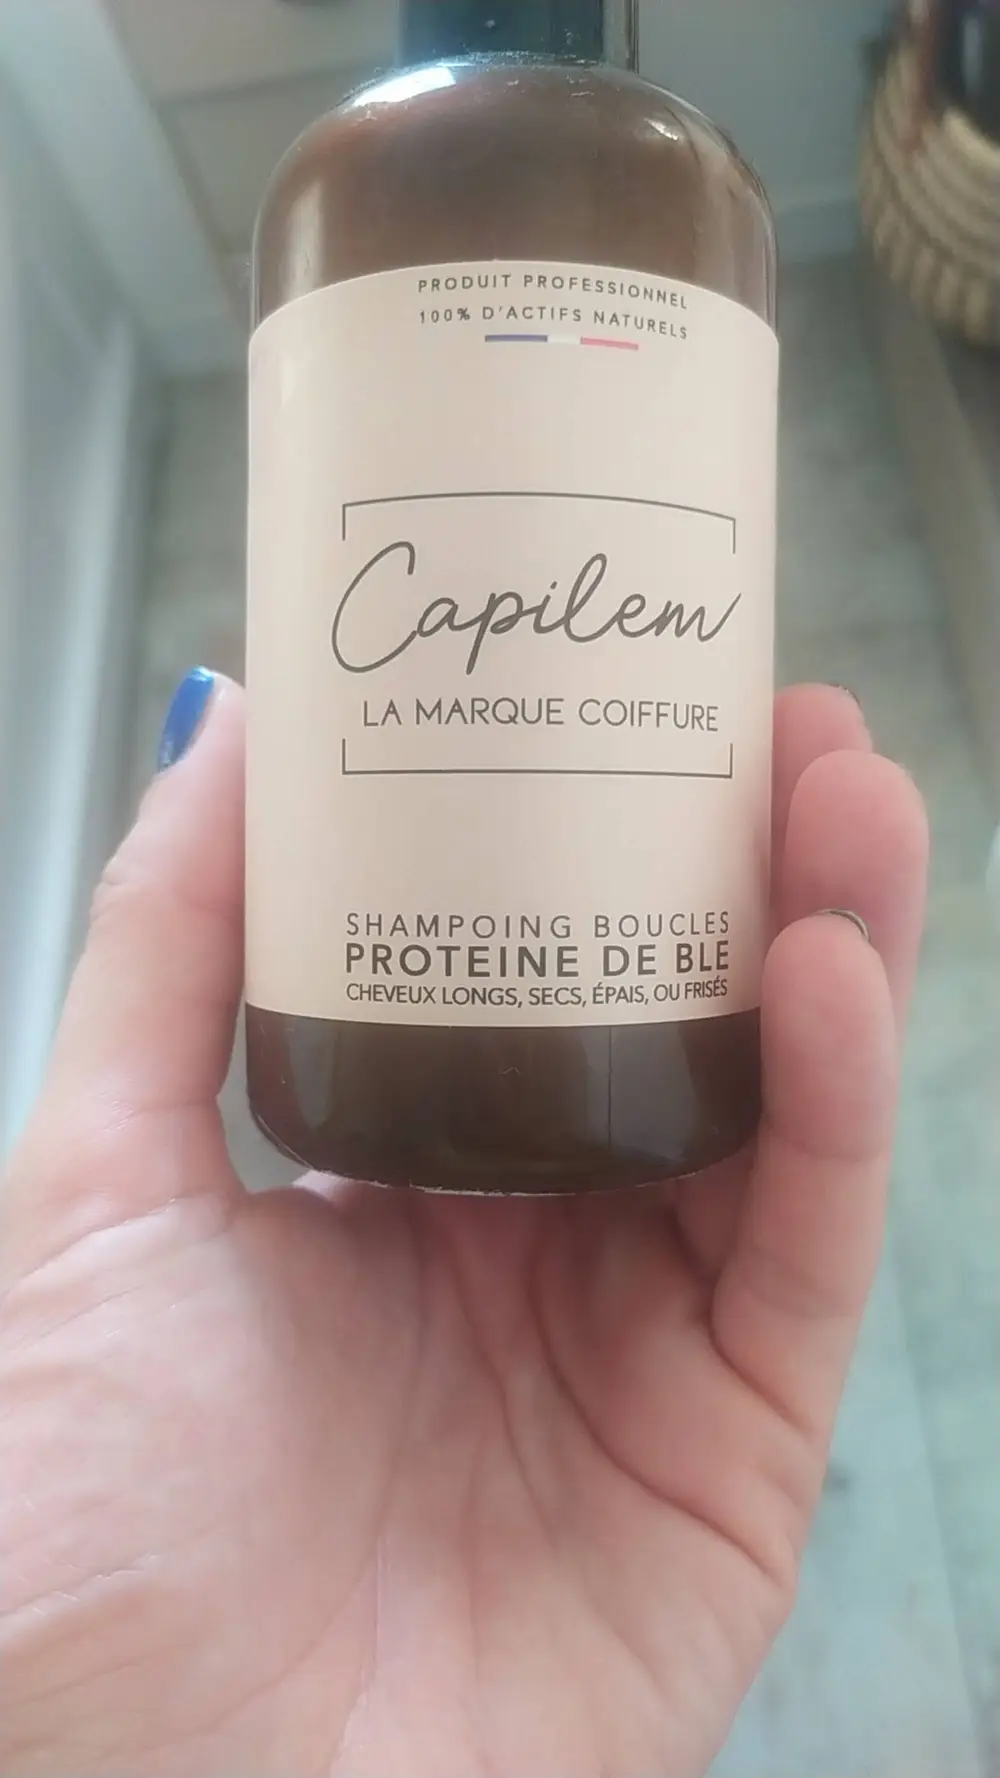 PRODUIT PROFESSIONNEL
100% D'ACTIFS NATURELS
Capilem
LA MARQUE COIFFURE
SHAMPOING BOUCLES
PROTEINE DE BLE
CHEVEUX LONGS, SECS, ÉPAIS, OU FRISÉS